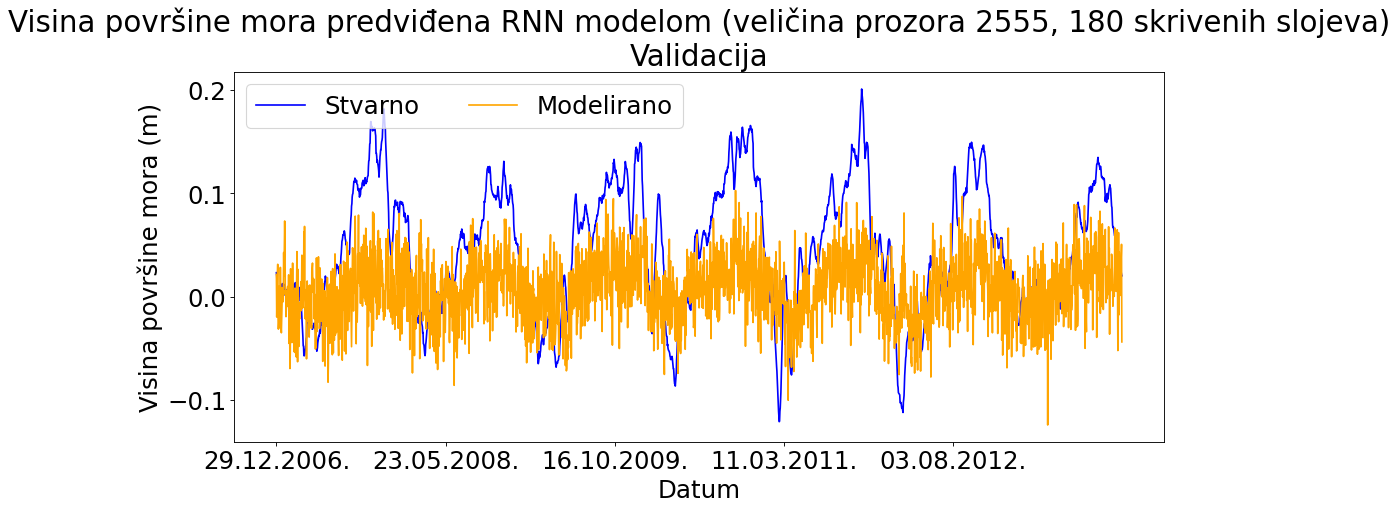 Visina površine mora predviđena RNN modelom (veličina prozora 2555, 180 skrivenih slojeva)
Validacija
Stvarno
Modelirano
Visina površine mora (m)
0.2
0.1
0.0
−0.1
29.12.2006.
23.05.2008.
16.10.2009.
11.03.2011.
03.08.2012.
Datum